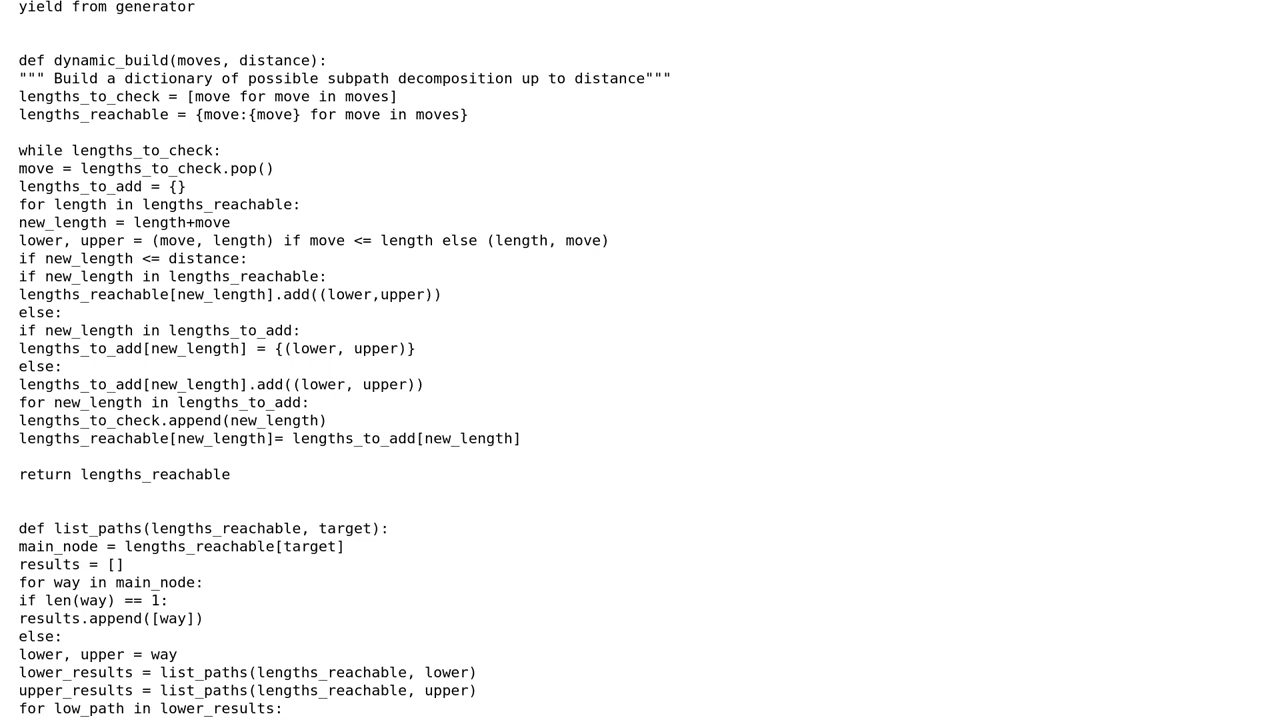 yield from generator
def dynamic_build(moves, distance):
""" Build a dictionary of possible subpath decomposition up to distance"""
lengths_to_check = [move for move in moves]
lengths_reachable = {move:{move} for move in moves}
while lengths_to_check:
move = lengths_to_check.pop()
lengths_to_add = {}
for length in lengths_reachable:
new_length = length+move
lower, upper = (move, length) if move <= length else (length, move)
if new_length <= distance:
if new_length in lengths_reachable:
lengths_reachable[new_length].add((lower,upper))
else:
if new_length in lengths_to_add:
lengths_to_add[new_length] = {(lower, upper)}
else:
lengths_to_add[new_length].add((lower, upper))
for new_length in lengths_to_add:
lengths_to_check.append(new_length)
lengths_reachable[new_length]= lengths_to_add[new_length]
return lengths_reachable
def list_paths(lengths_reachable, target):
main_node = lengths_reachable[target]
results = []
for way in main_node:
if len(way) == 1:
results.append([way])
else:
lower, upper = way
lower_results = list_paths(lengths_reachable, lower)
upper_results = list_paths(lengths_reachable, upper)
for low_path in lower_results: